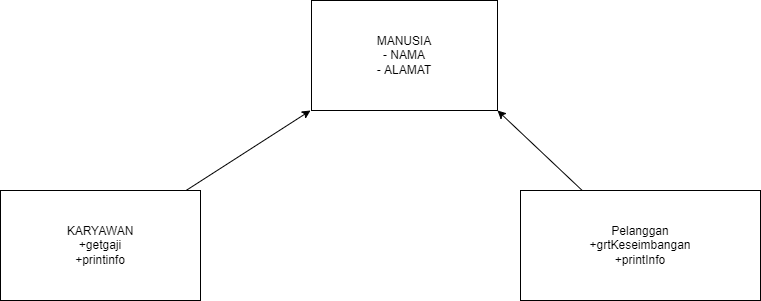 MANUSIA
- NAMA
- ALAMAT
KARYAWAN
+getgaji
+printinfo
Pelanggan
+grtKeseimbangan
+printInfo